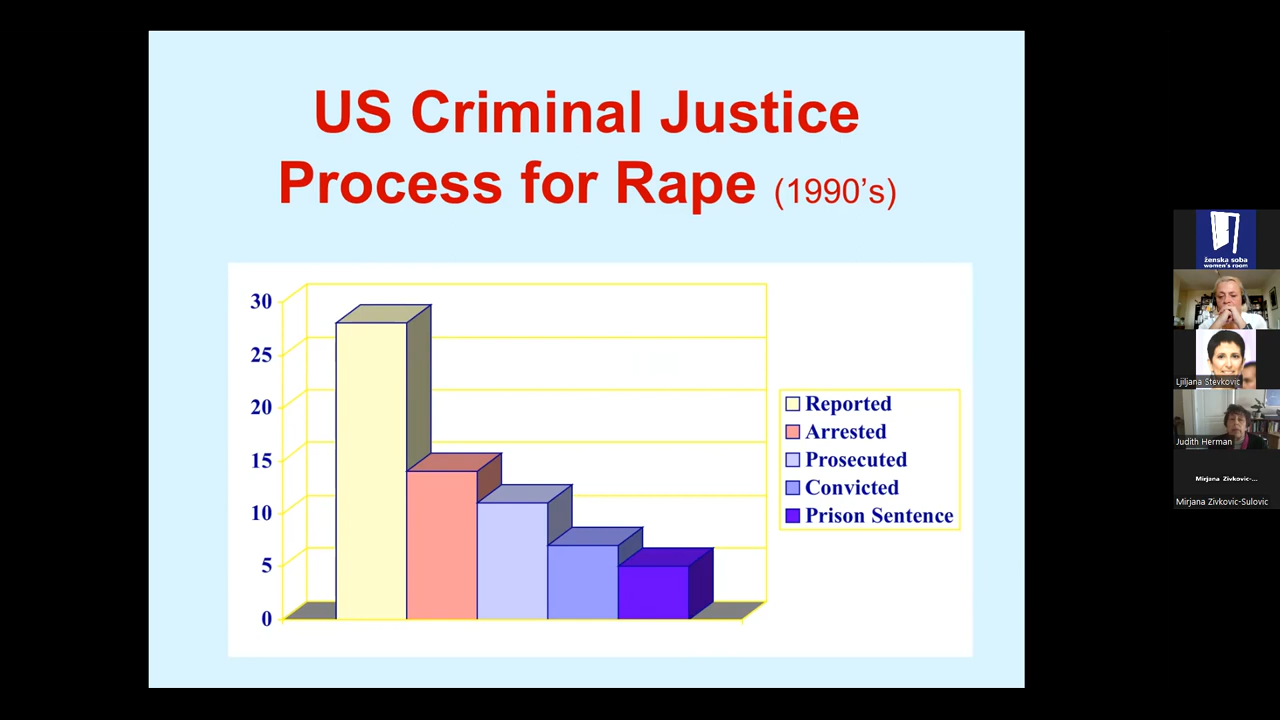 US Criminal Justice
Process for Rape (1990's)
30
25
20
15
10
5
0
Reported
Arrested
Prosecuted
Convicted
Prison Sentence
ženska soba
women's room
Ljiljana Stevkovic
Judith Herman
Mirjana Zivkovic-...
Mirjana Zivkovic-Sulovic